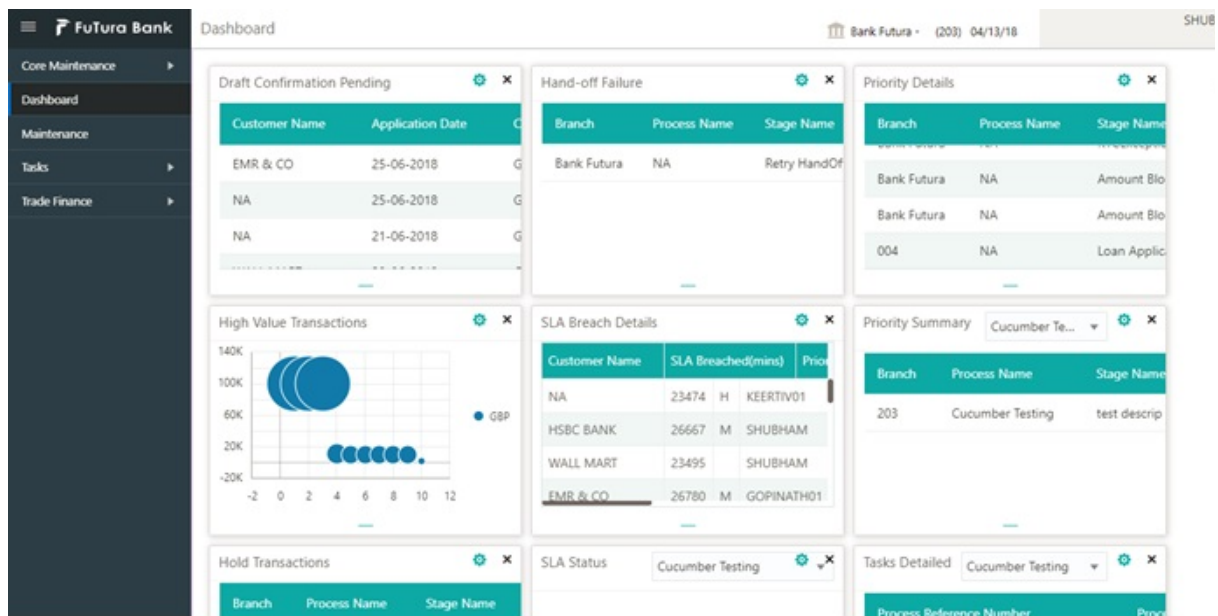 FuTura Bank
Dashboard
Bank Futura - (203) 04/13/18
SHUB
Core Maintenance
Dashboard
Maintenance
Tasks
Trade Finance
Draft Confirmation Pending
Customer Name Application Date C
EMR & CO 25-06-2018 G
NA 25-06-2018 G
NA 21-06-2018 G
Hand-off Failure
Branch Process Name Stage Name
Bank Futura NA Retry HandOf
Priority Details
Branch Process Name Stage Name
Bank Futura NA Amount Blo
Bank Futura NA Amount Blo
004 NA Loan Applic
High Value Transactions
140K
100K
60K
20K
-20K
-2 0 2 4 6 8 10 12
GBP
SLA Breach Details
Customer Name SLA Breached(mins) Prior
NA 23474 H KEERTIV01
HSBC BANK 26667 M SHUBHAM
WALL MART 23495 SHUBHAM
EMR & CO 26780 M GOPINATH01
Priority Summary Cucumber Te...
Branch Process Name Stage Name
203 Cucumber Testing test descrip
Hold Transactions
Branch Process Name Stage Name
SLA Status Cucumber Testing
Tasks Detailed Cucumber Testing
Process Reference Number Proc